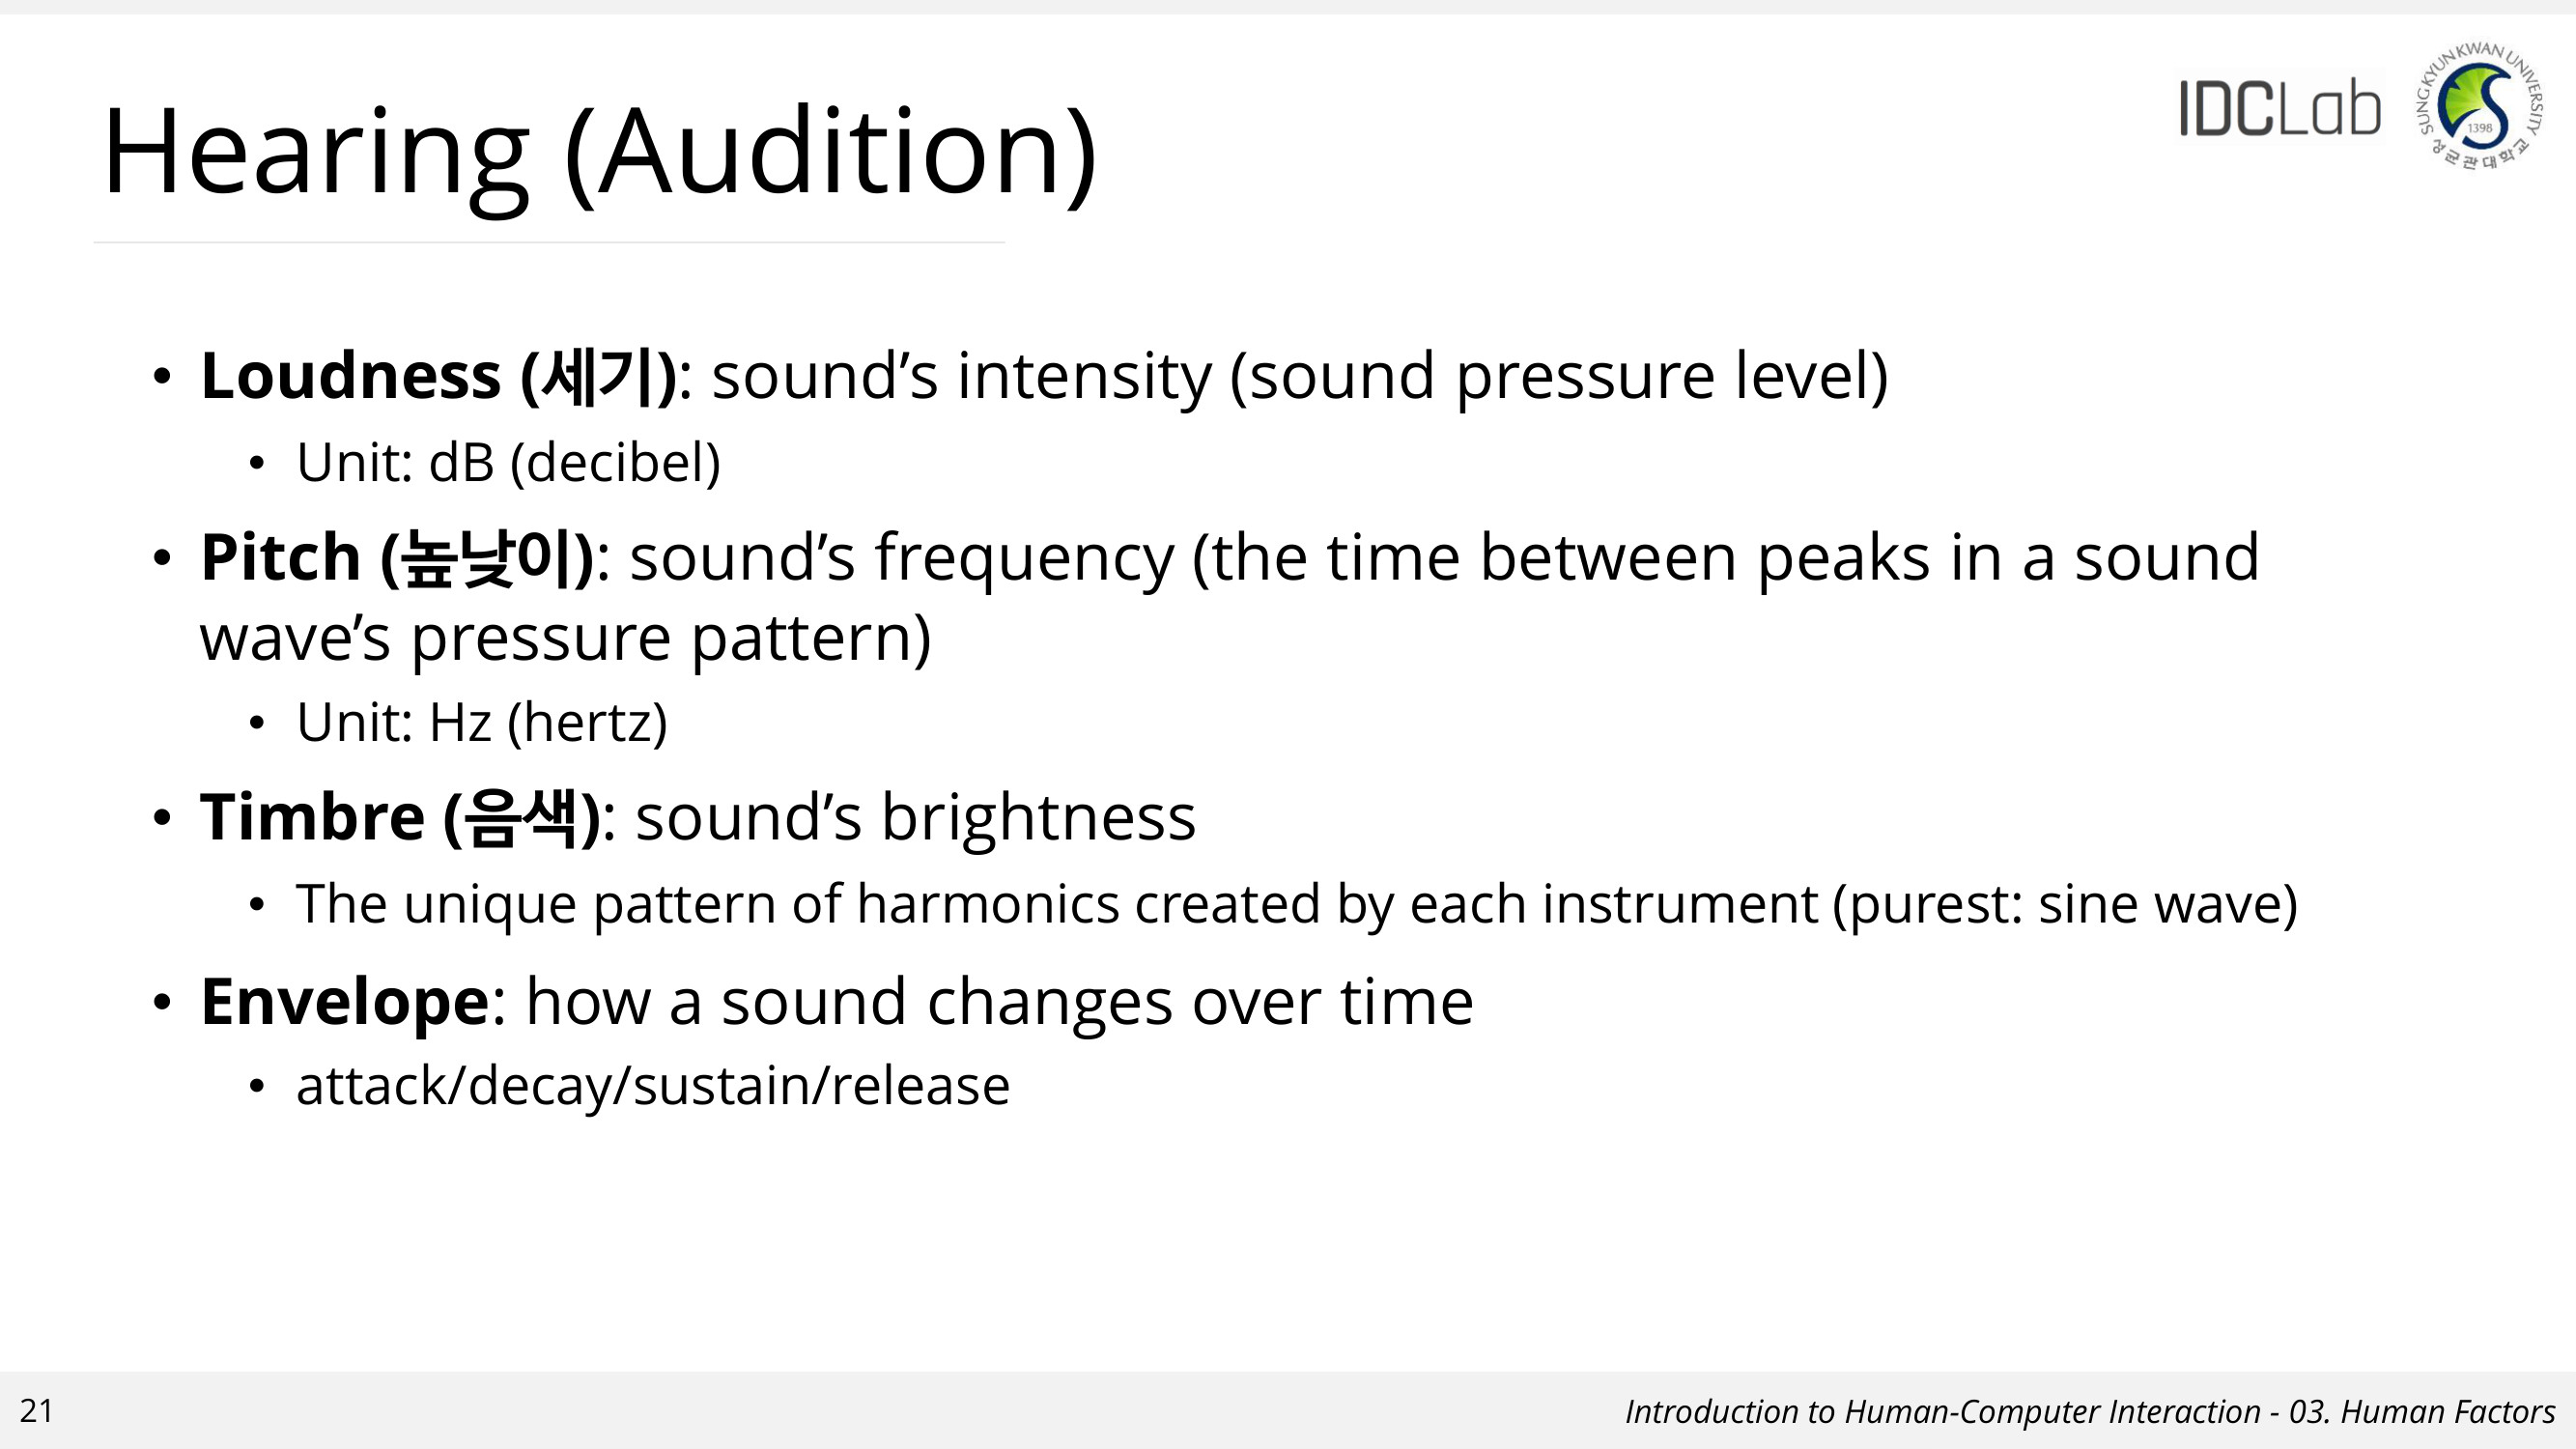 Hearing (Audition)
IDCLab
SUNGKYUNKWAN UNIVERSITY
1398
성균관대학교
• Loudness (세기): sound’s intensity (sound pressure level)
• Unit: dB (decibel)
• Pitch (높낮이): sound’s frequency (the time between peaks in a sound
wave’s pressure pattern)
• Unit: Hz (hertz)
• Timbre (음색): sound’s brightness
• The unique pattern of harmonics created by each instrument (purest: sine wave)
• Envelope: how a sound changes over time
• attack/decay/sustain/release
21
Introduction to Human-Computer Interaction - 03. Human Factors